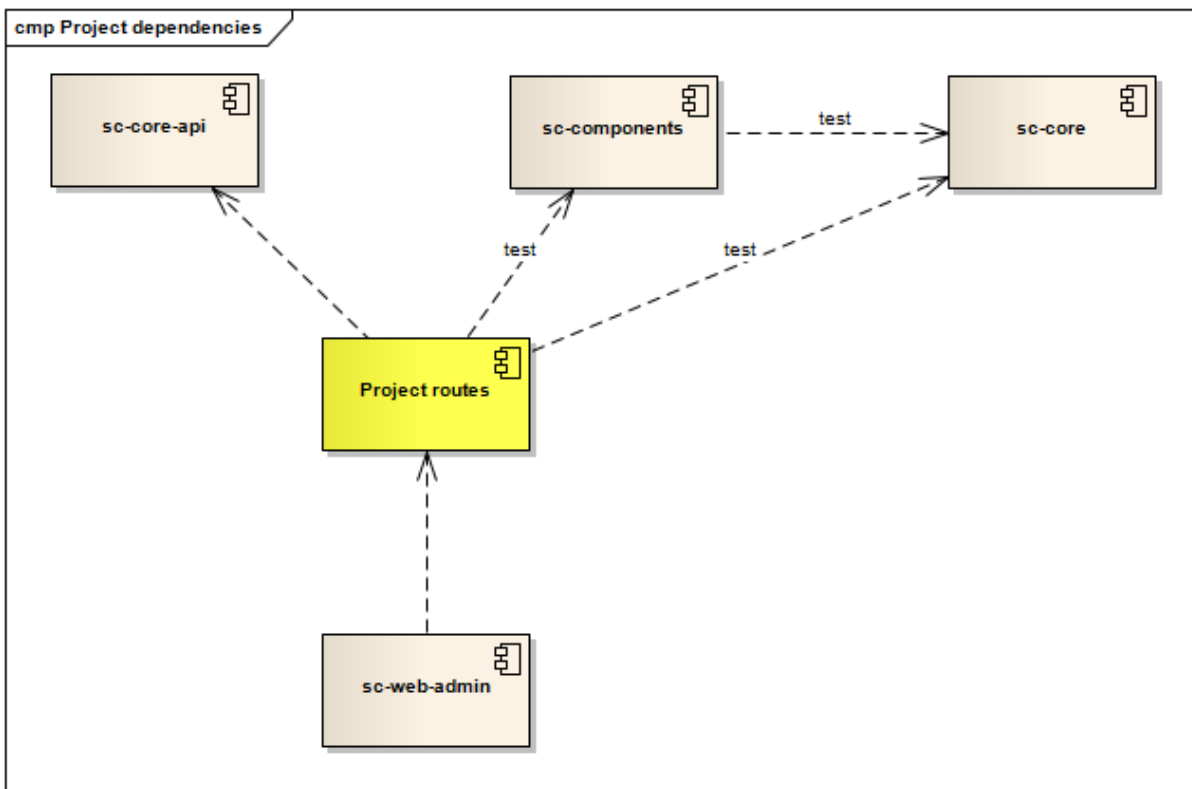 cmp Project dependencies
sc-core-api
sc-components
test
sc-core
test
test
Project routes
sc-web-admin